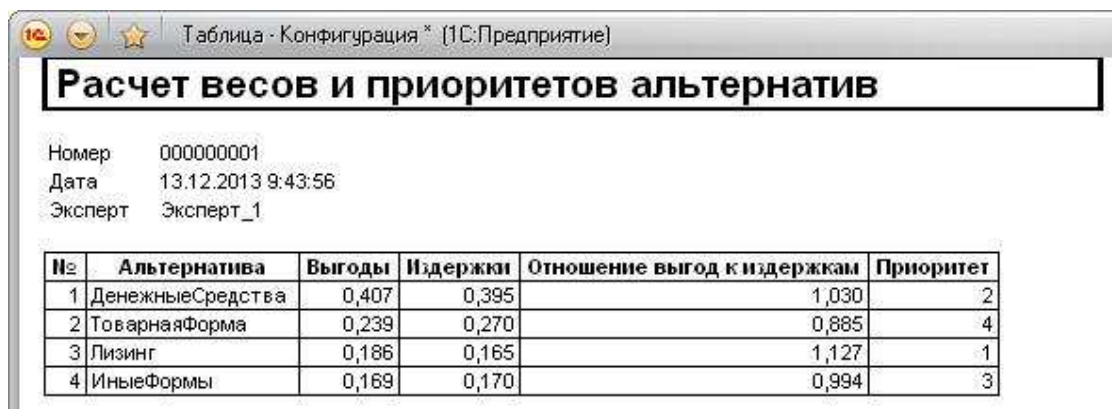 1С Таблица - Конфигурация * (1С:Предприятие)
Расчет весов и приоритетов альтернатив
Номер 000000001
Дата 13.12.2013 9:43:56
Эксперт Эксперт_1
№ Альтернатива Выгоды Издержки Отношение выгод к издержкам Приоритет
1 ДенежныеСредства 0,407 0,395 1,030 2
2 ТоварнаяФорма 0,239 0,270 0,885 4
3 Лизинг 0,186 0,165 1,127 1
4 ИныеФормы 0,169 0,170 0,994 3